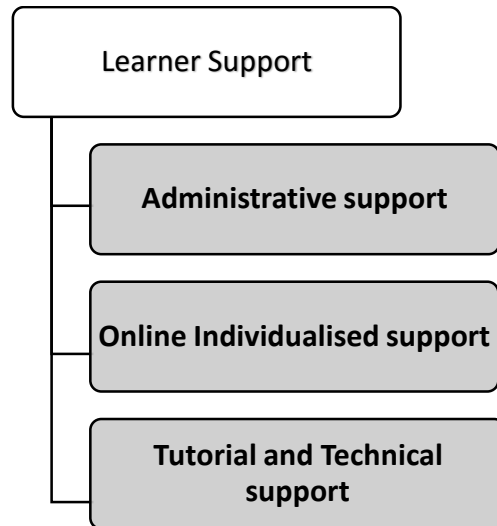 Learner Support
Administrative support
Online Individualised support
Tutorial and Technical
support